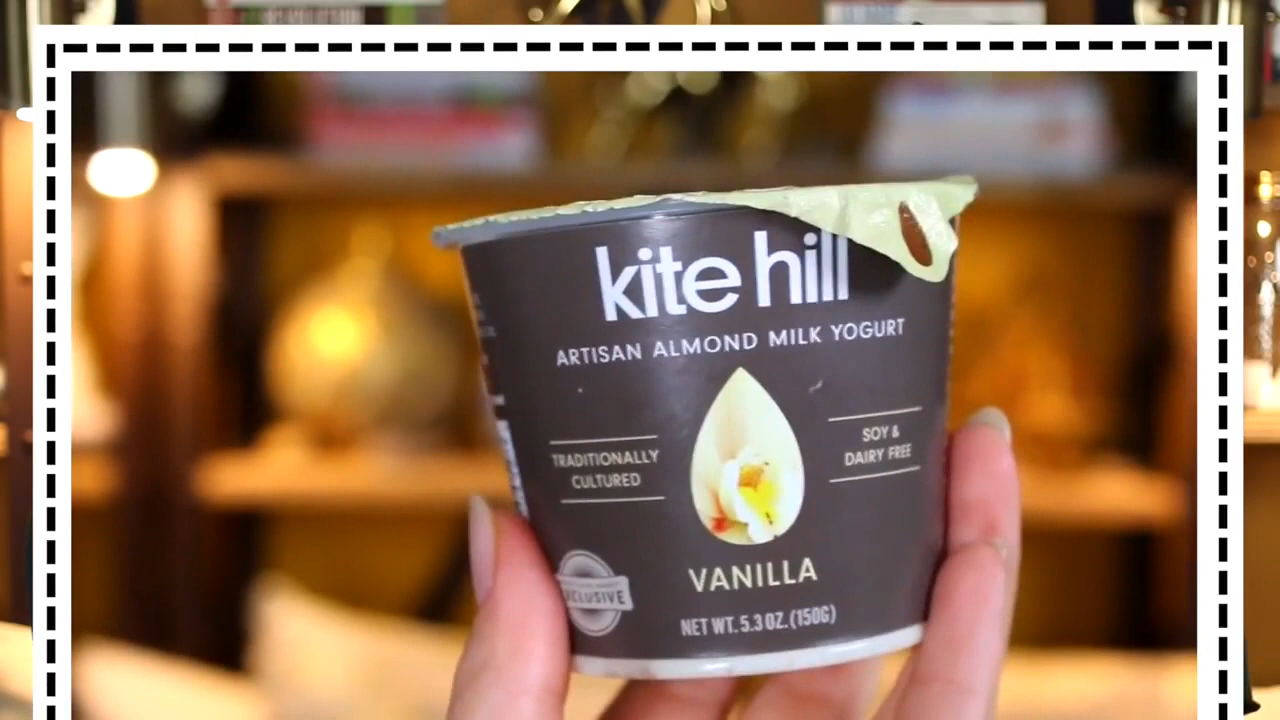 kite hill
ARTISAN ALMOND MILK YOGURT
TRADITIONALLY
CULTURED
SOY &
DAIRY FREE
EXCLUSIVE
VANILLA
NET WT. 5.3 OZ. (150G)